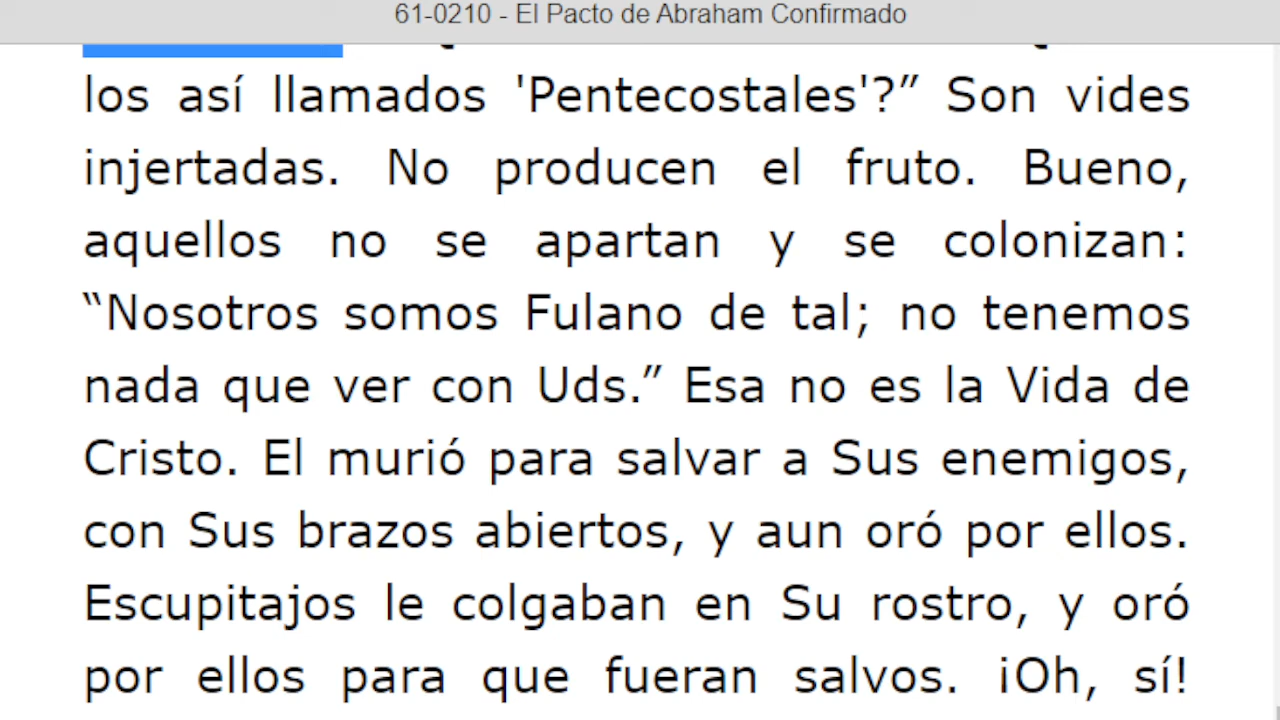 61-0210 - El Pacto de Abraham Confirmado
los así llamados 'Pentecostales'?” Son vides
injertadas. No producen el fruto. Bueno,
aquellos no se apartan y se colonizan:
“Nosotros somos Fulano de tal; no tenemos
nada que ver con Uds.” Esa no es la Vida de
Cristo. El murió para salvar a Sus enemigos,
con Sus brazos abiertos, y aun oró por ellos.
Escupitajos le colgaban en Su rostro, y oró
por ellos para que fueran salvos. ¡Oh, sí!